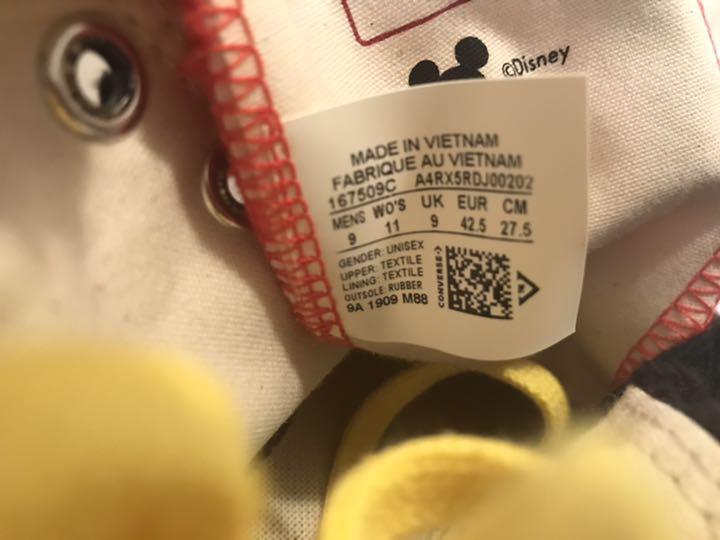 ©Disney
MADE IN VIETNAM
FABRIQUE AU VIETNAM
167509C A4RX5RDJ00202
MENS WO'S UK EUR CM
9 11 9 42.5 27.5
GENDER: UNISEX
UPPER: TEXTILE
LINING: TEXTILE
OUTSOLE: RUBBER
9A 1909 M88
CONVERSE->